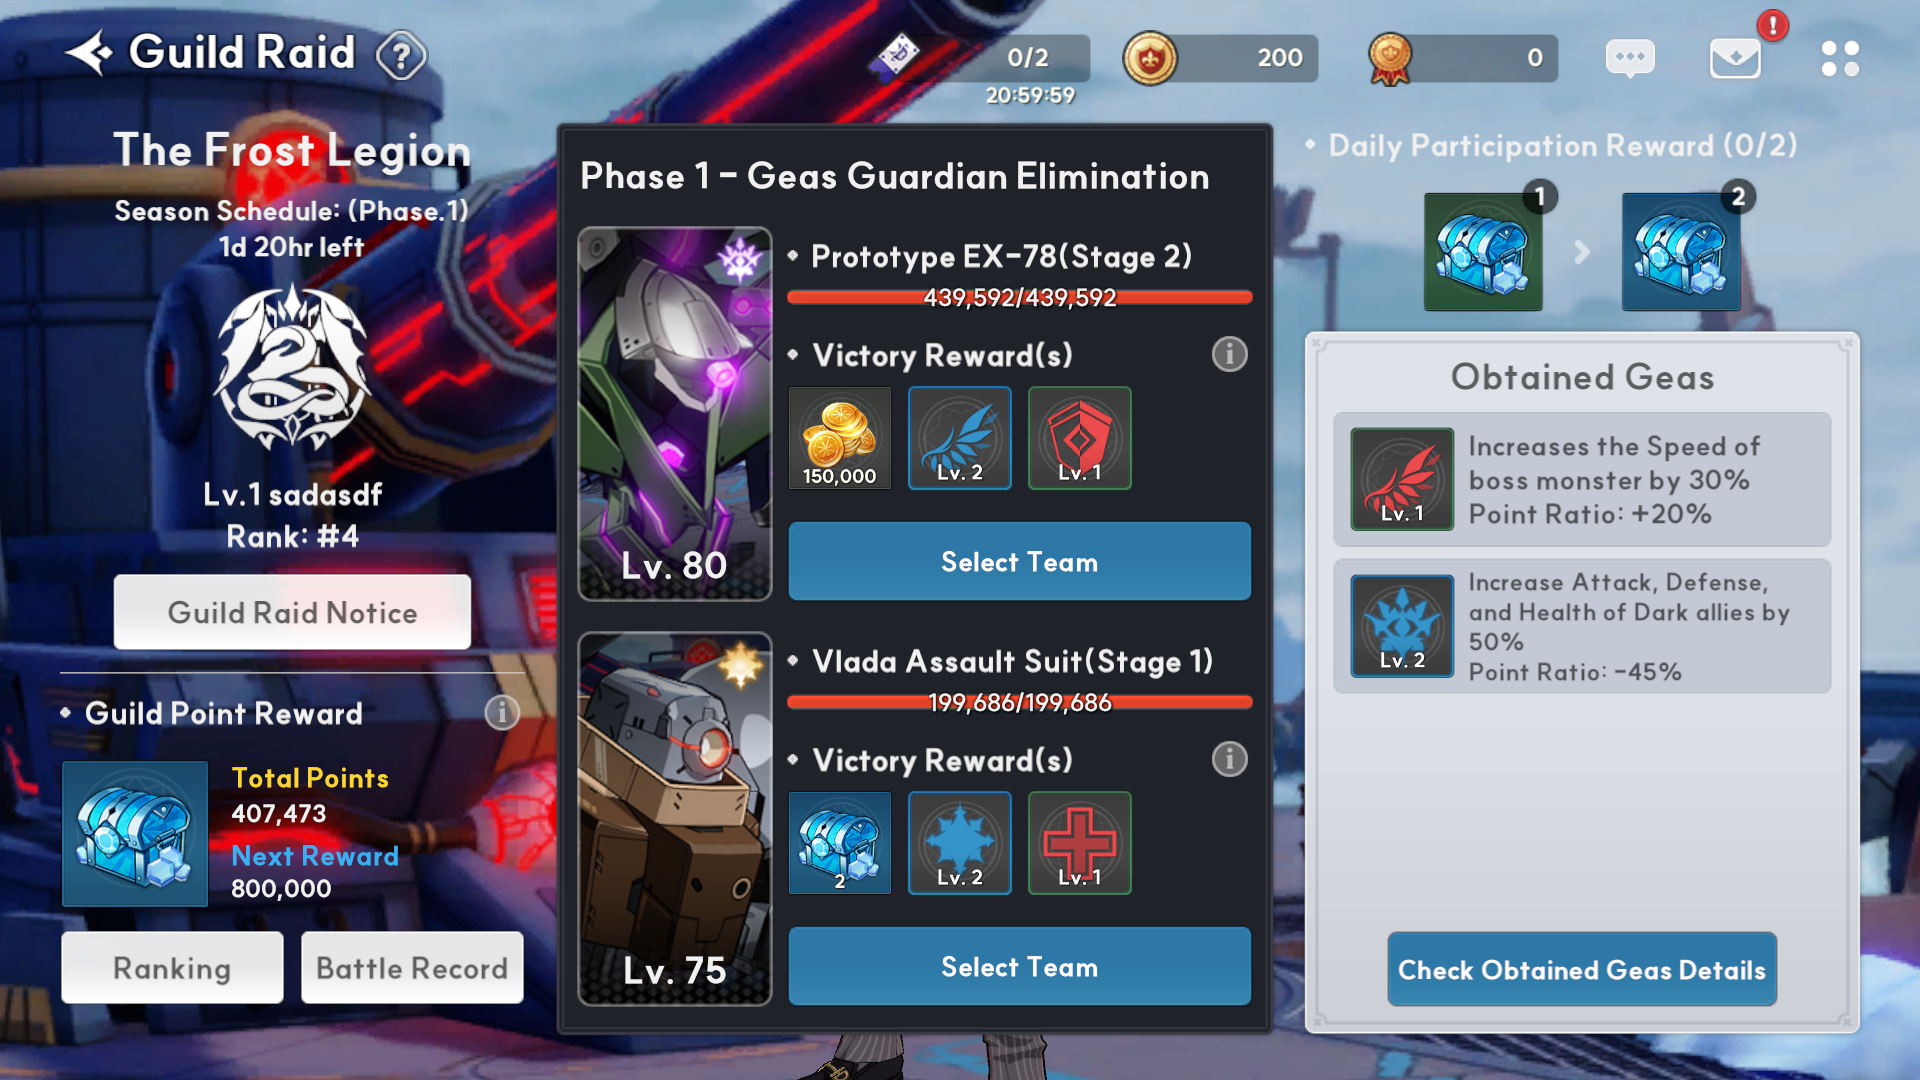 Guild Raid
?
0/2
20:59:59
200
0
!
The Frost Legion
Season Schedule: (Phase.1)
1d 20hr left
Lv.1 sadasdf
Rank: #4
Guild Raid Notice
Guild Point Reward
i
Total Points
407,473
Next Reward
800,000
Ranking
Battle Record
Phase 1 – Geas Guardian Elimination
Prototype EX-78(Stage 2)
439,592/439,592
Victory Reward(s)
i
150,000
Lv. 2
Lv. 1
Lv. 80
Select Team
Vlada Assault Suit(Stage 1)
199,686/199,686
Victory Reward(s)
i
2
Lv. 2
Lv. 1
Lv. 75
Select Team
Daily Participation Reward (0/2)
1
2
Obtained Geas
Lv. 1
Increases the Speed of
boss monster by 30%
Point Ratio: +20%
Lv. 2
Increase Attack, Defense,
and Health of Dark allies by
50%
Point Ratio: -45%
Check Obtained Geas Details